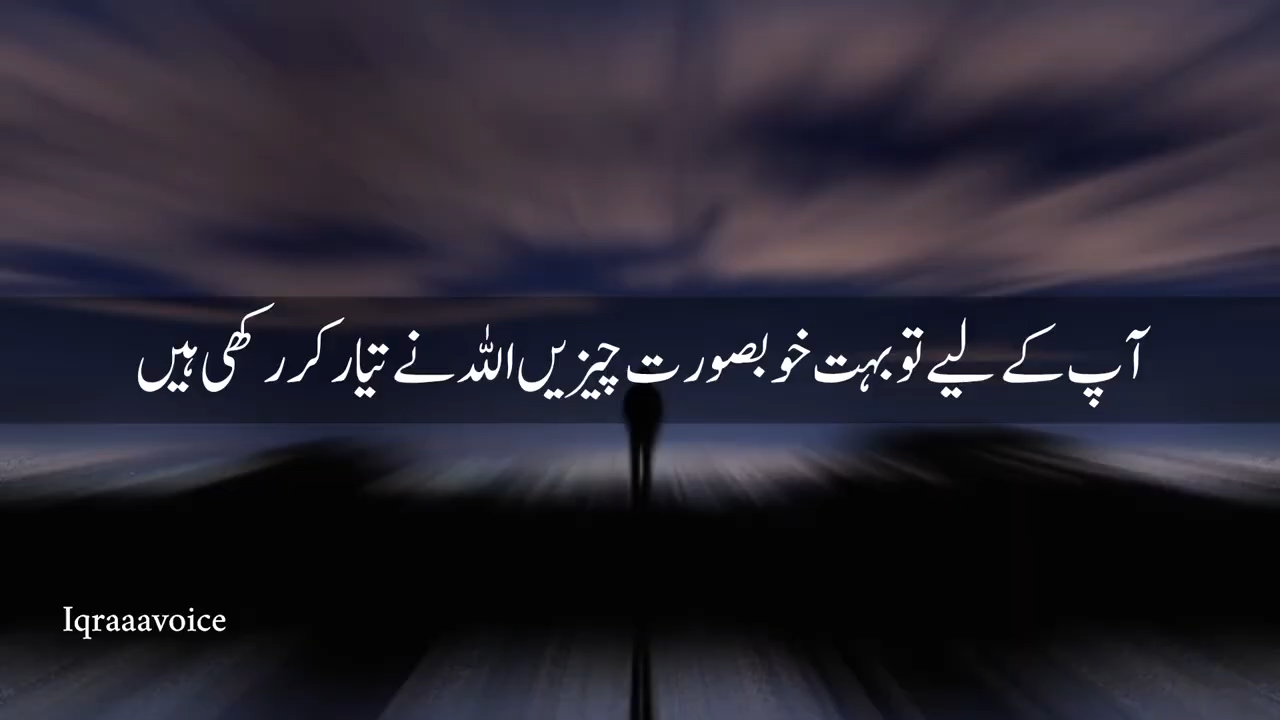 آپ کے لیے تو بہت خوبصورت چیزیں اللہ نے تیار کر رکھی ہیں
Iqraaavoice